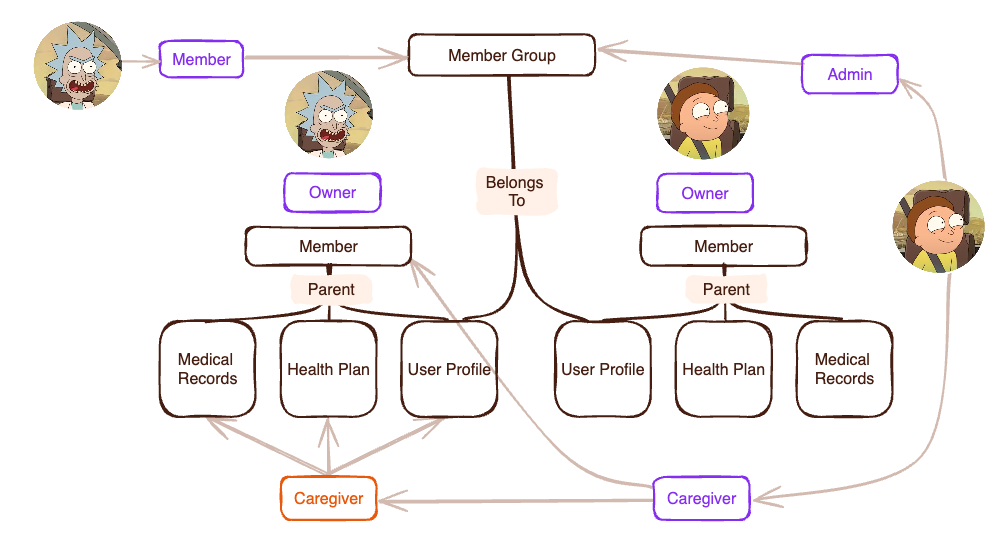 Member
Member Group
Admin
Owner
Belongs
To
Owner
Member
Member
Parent
Parent
Medical
Records
Health Plan
User Profile
User Profile
Health Plan
Medical
Records
Caregiver
Caregiver